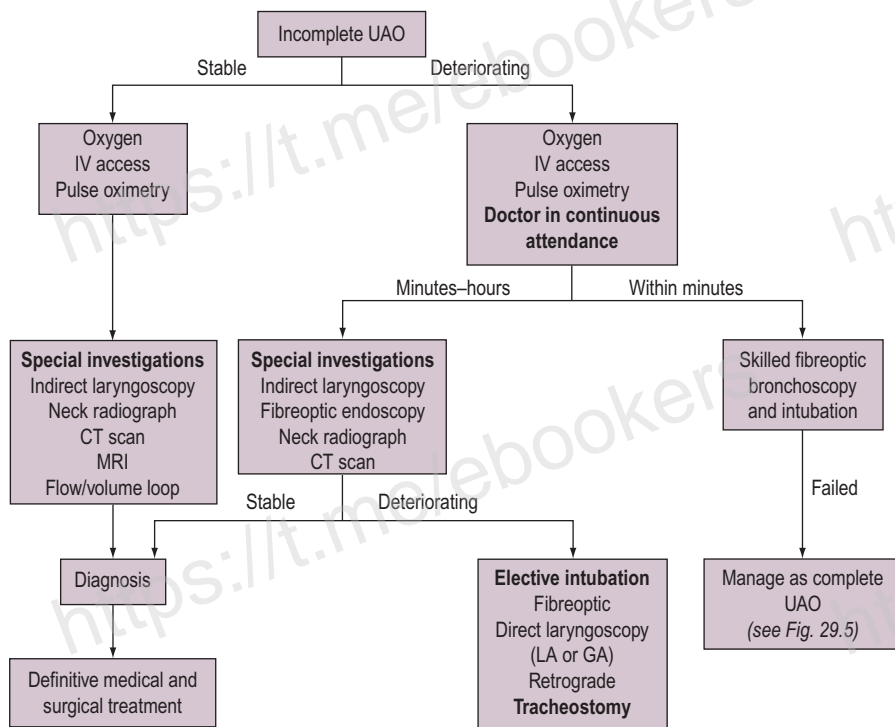 Incomplete UAO
Stable
Deteriorating
Oxygen
IV access
Pulse oximetry
Oxygen
IV access
Pulse oximetry
Doctor in continuous
attendance
Minutes–hours
Within minutes
Special investigations
Indirect laryngoscopy
Neck radiograph
CT scan
MRI
Flow/volume loop
Special investigations
Indirect laryngoscopy
Fibreoptic endoscopy
Neck radiograph
CT scan
Skilled fibreoptic
bronchoscopy
and intubation
Stable
Deteriorating
Failed
Diagnosis
Elective intubation
Fibreoptic
Direct laryngoscopy
(LA or GA)
Retrograde
Tracheostomy
Manage as complete
UAO
(see Fig. 29.5)
Definitive medical and
surgical treatment
https://t.me/ebookers
https://t.me/ebookers
ht
ht